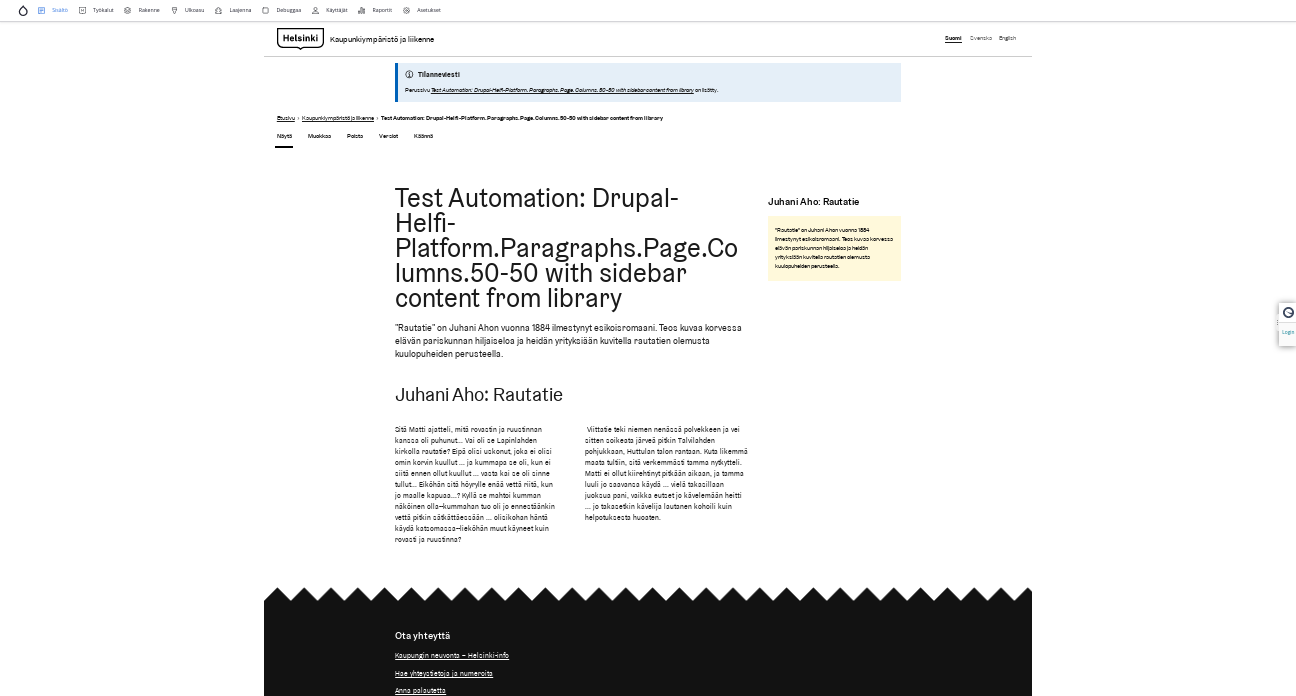 Sisältö Työkalut Rakenne Ulkoasu Laajenna Debuggaa Käyttäjät Raportit Asetukset
Helsinki Kaupunkiympäristö ja liikenne Suomi Svenska English
Tilanneviesti
Perussivu Test Automation: Drupal-Helfi-Platform.Paragraphs.Page.Columns.50-50 with sidebar content from library on lisätty.
Etusivu › Kaupunkiympäristö ja liikenne › Test Automation: Drupal-Helfi-Platform.Paragraphs.Page.Columns.50-50 with sidebar content from library
Näytä Muokkaa Poista Versiot Käännä
Test Automation: Drupal-
Helfi-
Platform.Paragraphs.Page.Co
lumns.50-50 with sidebar
content from library
"Rautatie" on Juhani Ahon vuonna 1884 ilmestynyt esikoisromaani. Teos kuvaa korvessa
elävän pariskunnan hiljaiseloa ja heidän yrityksiään kuvitella rautatien olemusta
kuulopuheiden perusteella.
Juhani Aho: Rautatie
"Rautatie" on Juhani Ahon vuonna 1884
ilmestynyt esikoisromaani. Teos kuvaa korvessa
elävän pariskunnan hiljaiseloa ja heidän
yrityksiään kuvitella rautatien olemusta
kuulopuheiden perusteella.
Login
Juhani Aho: Rautatie
Sitä Matti ajatteli, mitä rovastin ja ruustinnan
kanssa oli puhunut... Vai oli se Lapinlahden
kirkolla rautatie? Eipä olisi uskonut, joka ei olisi
omin korvin kuullut ... ja kummapa se oli, kun ei
siitä ennen ollut kuullut ... vasta kai se oli sinne
tullut... Eiköhän sitä höyrylle enää vettä riitä, kun
jo maalle kapuaa...? Kyllä se mahtoi kumman
näköinen olla–kummahan tuo oli jo ennestäänkin
vettä pitkin sätkättäessään ... olisikohan häntä
käydä katsomassa–lieköhän muut käyneet kuin
rovasti ja ruustinna?
Viittatie teki niemen nenässä polvekkeen ja vei
sitten soikeata järveä pitkin Talvilahden
pohjukkaan, Huttulan talon rantaan. Kuta likemmä
maata tultiin, sitä verkemmästi tamma nytkytteli.
Matti ei ollut kiirehtinyt pitkään aikaan, ja tamma
luuli jo saavansa käydä ... vielä takasillaan
juoksua pani, vaikka eutset jo kävelemään heitti
... jo takasetkin kävelijä lautanen kohoili kuin
helpotuksesta huoaten.
Ota yhteyttä
Kaupungin neuvonta – Helsinki-info
Hae yhteystietoja ja numeroita
Anna palautetta